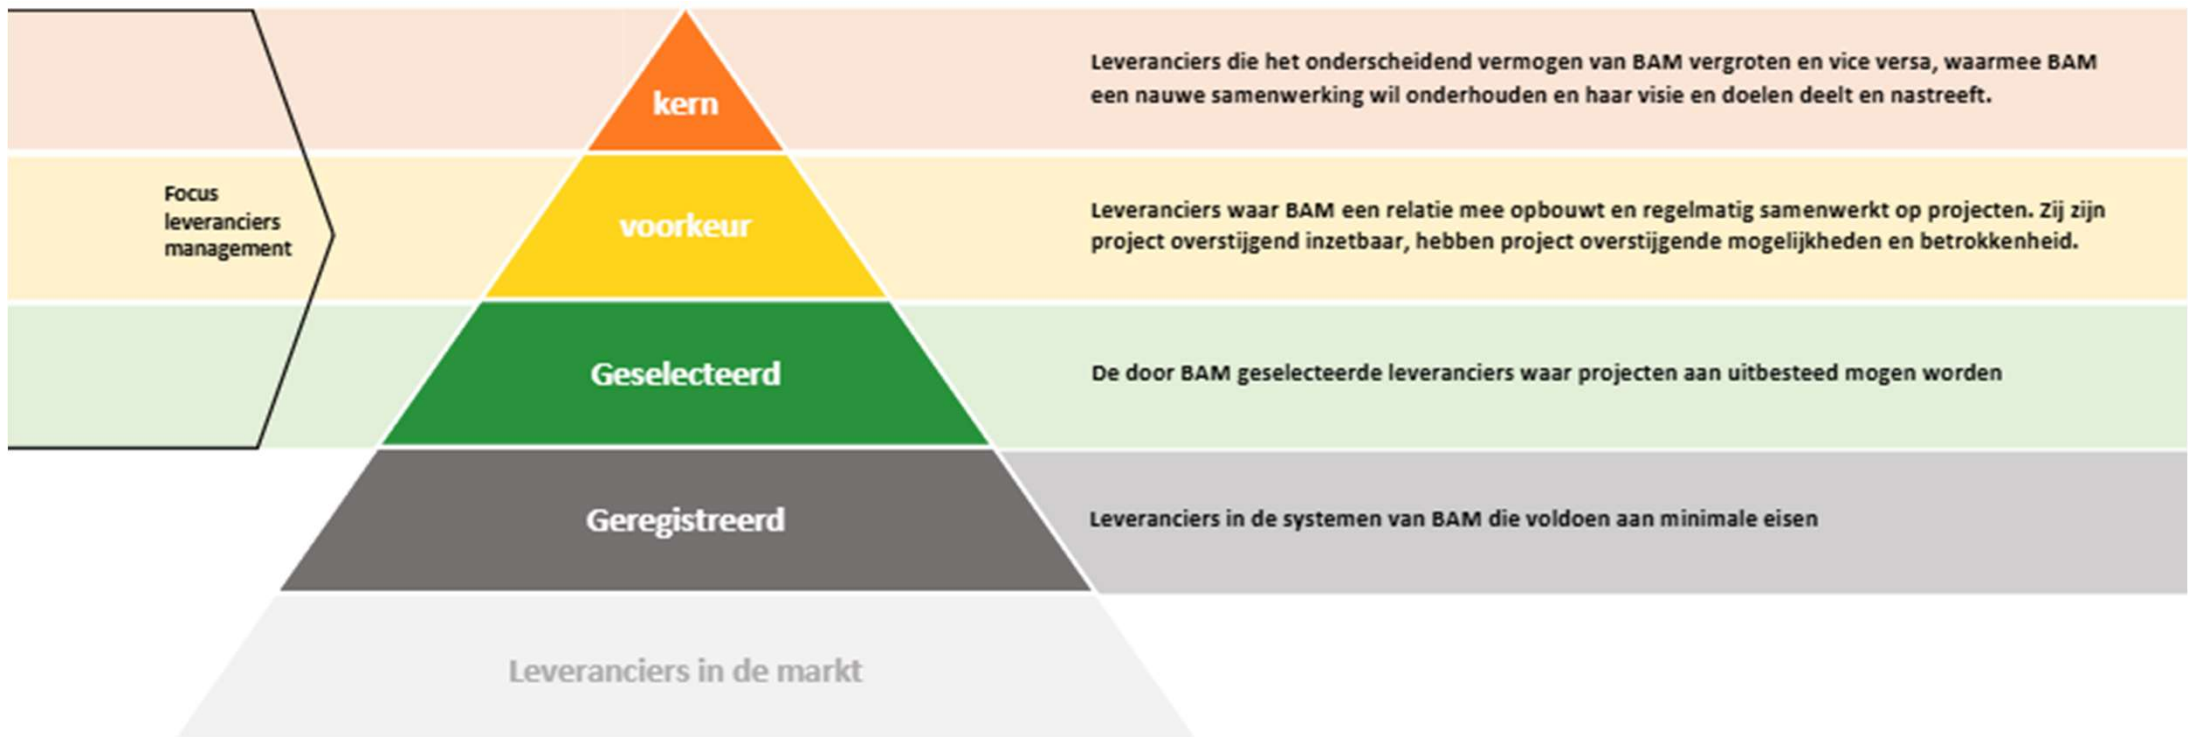 kern
Leveranciers die het onderscheidend vermogen van BAM vergroten en vice versa, waarmee BAM
een nauwe samenwerking wil onderhouden en haar visie en doelen deelt en nastreeft.
Focus
leveranciers
management
voorkeur
Leveranciers waar BAM een relatie mee opbouwt en regelmatig samenwerkt op projecten. Zij zijn
project overstijgend inzetbaar, hebben project overstijgende mogelijkheden en betrokkenheid.
Geselecteerd
De door BAM geselecteerde leveranciers waar projecten aan uitbesteed mogen worden
Geregistreerd
Leveranciers in de systemen van BAM die voldoen aan minimale eisen
Leveranciers in de markt